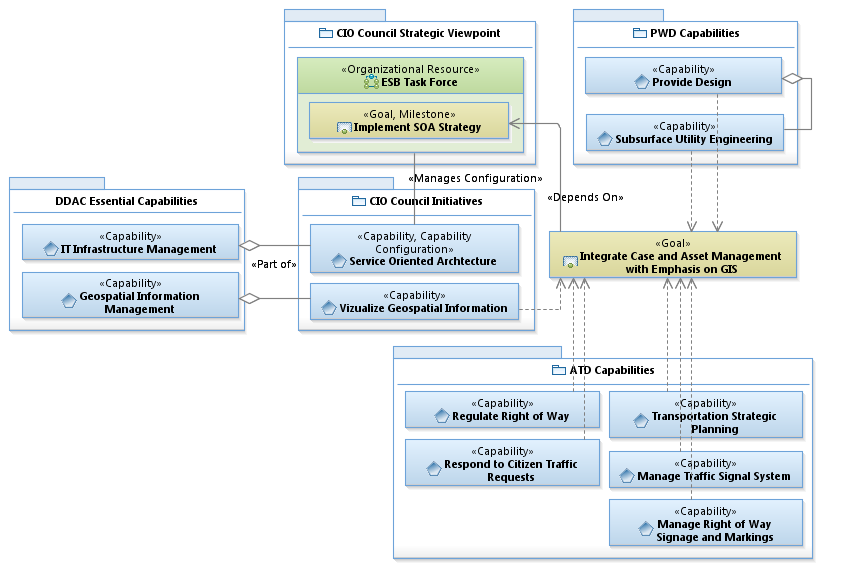 CIO Council Strategic Viewpoint
«Organizational Resource»
ESB Task Force
«Goal, Milestone»
Implement SOA Strategy
PWD Capabilities
«Capability»
Provide Design
«Capability»
Subsurface Utility Engineering
«Manages Configuration»
«Depends On»
DDAC Essential Capabilities
«Capability»
IT Infrastructure Management
«Capability»
Geospatial Information
Management
«Part of»
CIO Council Initiatives
«Capability, Capability
Configuration»
Service Oriented Archtecture
«Capability»
Vizualize Geospatial Information
«Goal»
Integrate Case and Asset Management
with Emphasis on GIS
ATD Capabilities
«Capability»
Regulate Right of Way
«Capability»
Respond to Citizen Traffic
Requests
«Capability»
Transportation Strategic
Planning
«Capability»
Manage Traffic Signal System
«Capability»
Manage Right of Way
Signage and Markings